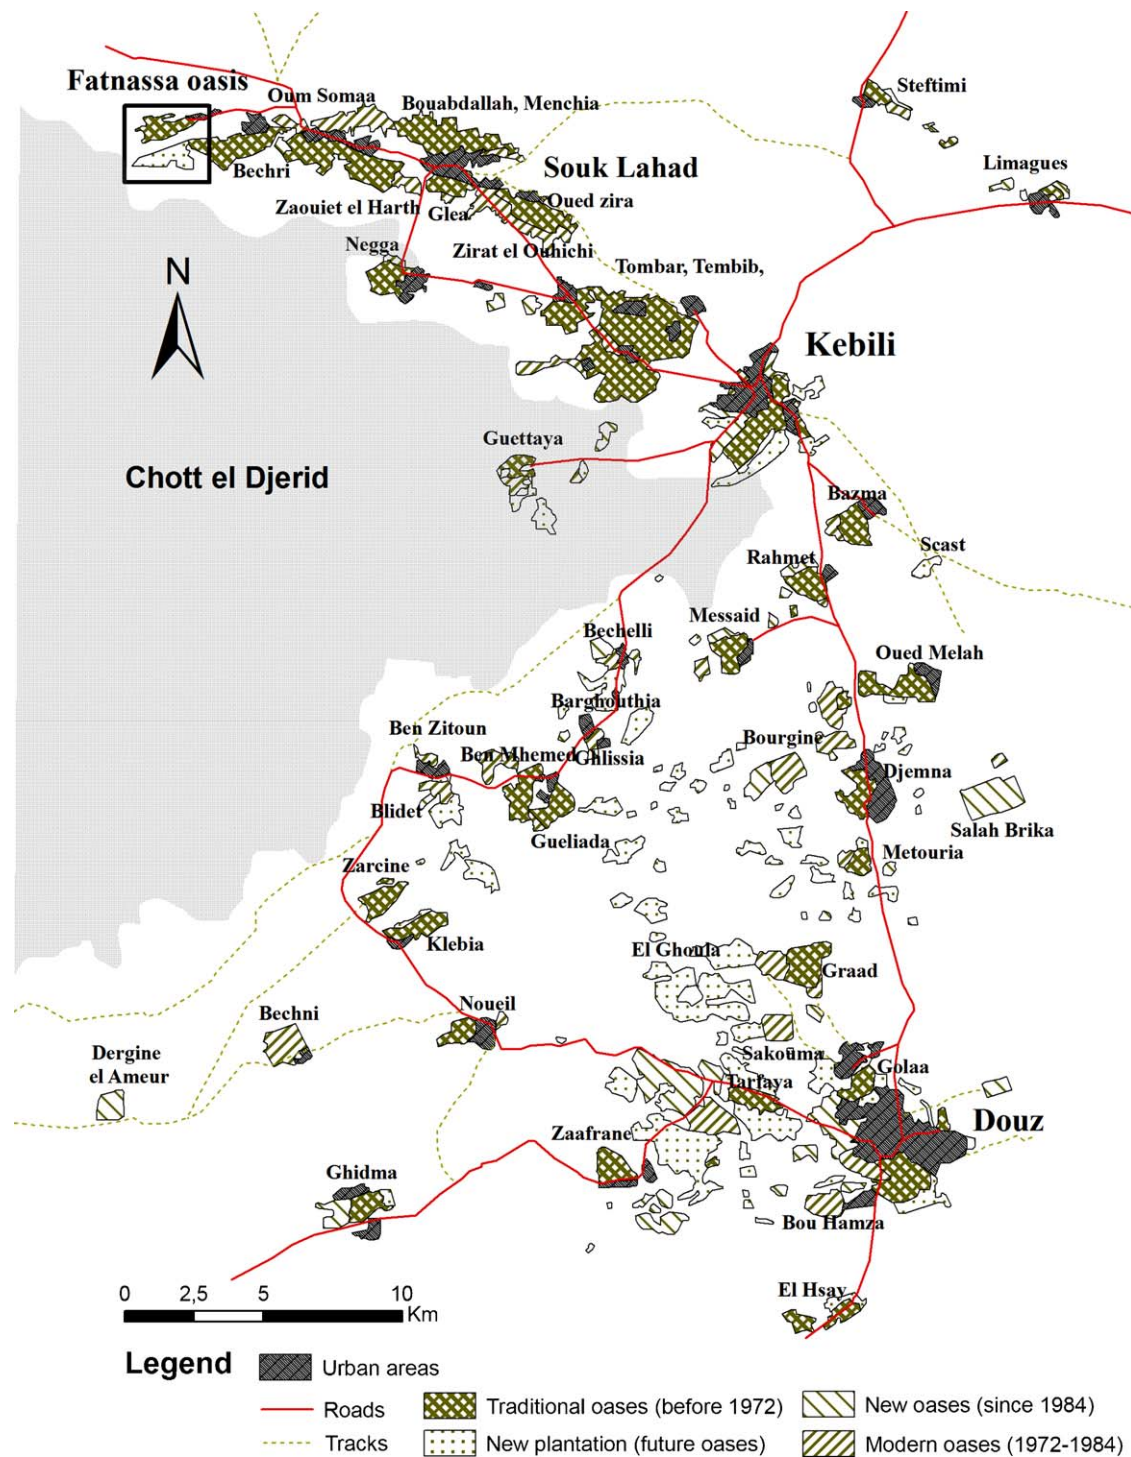 Fatnassa oasis
Oum Somaa
Bouabdallah, Menchia
Steftimi
Bechri
Souk Lahad
Limagues
Zaouiet el Harth
Glea
Oued zira
Negga
Zirat el Ouhichi
Tombar, Tembib,
N
Kebili
Guettaya
Chott el Djerid
Bazma
Scast
Rahmet
Messaid
Bechelli
Oued Melah
Barghouthia
Ben Zitoun
Ben Mhemed
Ghlissia
Bourgine
Djemna
Blidet
Gueliada
Salah Brika
Zarcine
Metouria
Klebia
El Ghoula
Graad
Noueil
Bechni
Sakouma
Golaa
Dergine
el Ameur
Tarfaya
Douz
Zaafrane
Ghidma
Bou Hamza
El Hsay
0 2,5 5 10
Km
Legend
Urban areas
Roads
Traditional oases (before 1972)
New oases (since 1984)
Tracks
New plantation (future oases)
Modern oases (1972-1984)